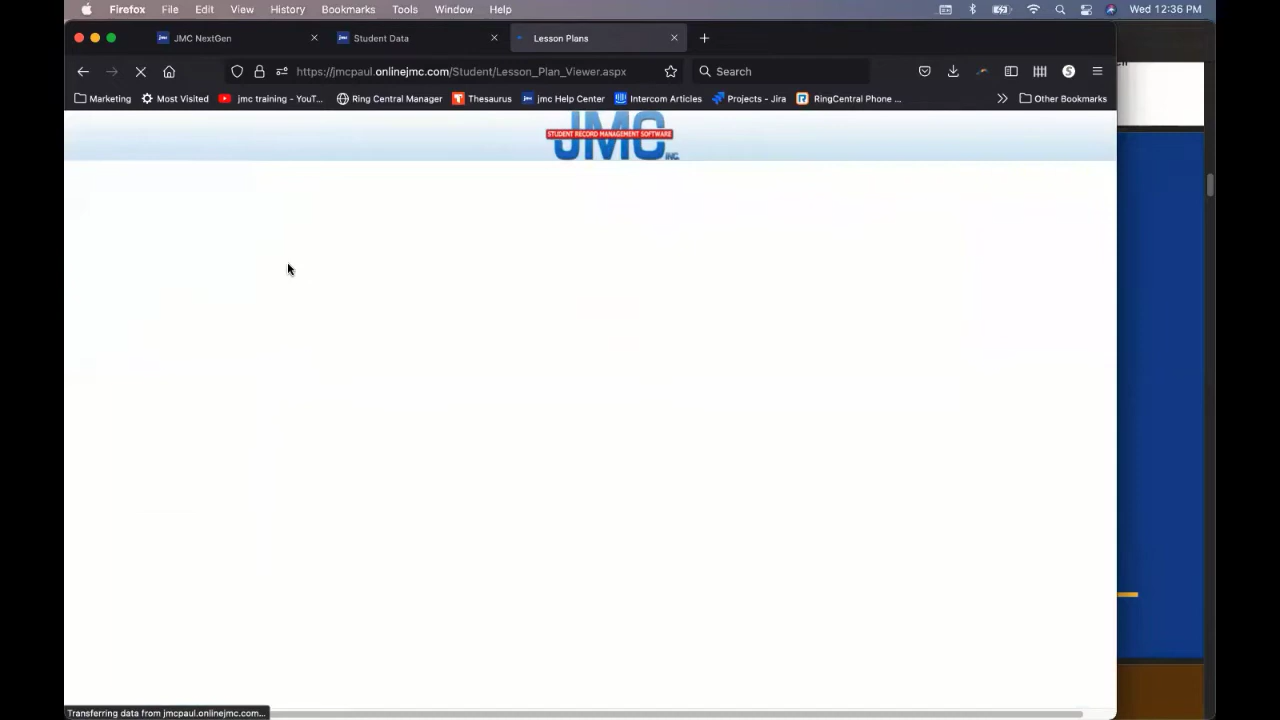 Firefox File Edit View History Bookmarks Tools Window Help Wed 12:36 PM
JMC NextGen Student Data Lesson Plans
https://jmcpaul.onlinejmc.com/Student/Lesson_Plan_Viewer.aspx Search
Marketing Most Visited jmc training - YouT... Ring Central Manager Thesaurus jmc Help Center Intercom Articles Projects - Jira RingCentral Phone ... Other Bookmarks
JMC INC.
STUDENT RECORD MANAGEMENT SOFTWARE
Transferring data from jmcpaul.onlinejmc.com...